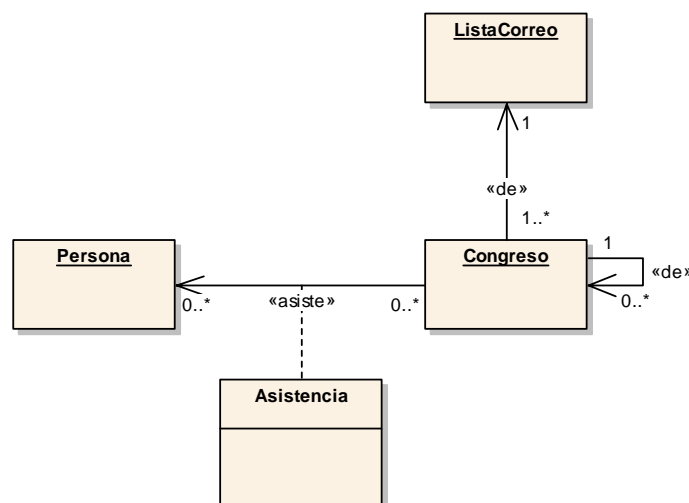 ListaCorreo
1
«de»
1..*
Persona
Congreso
1
«de»
0..*
«asiste»
0..*
0..*
Asistencia